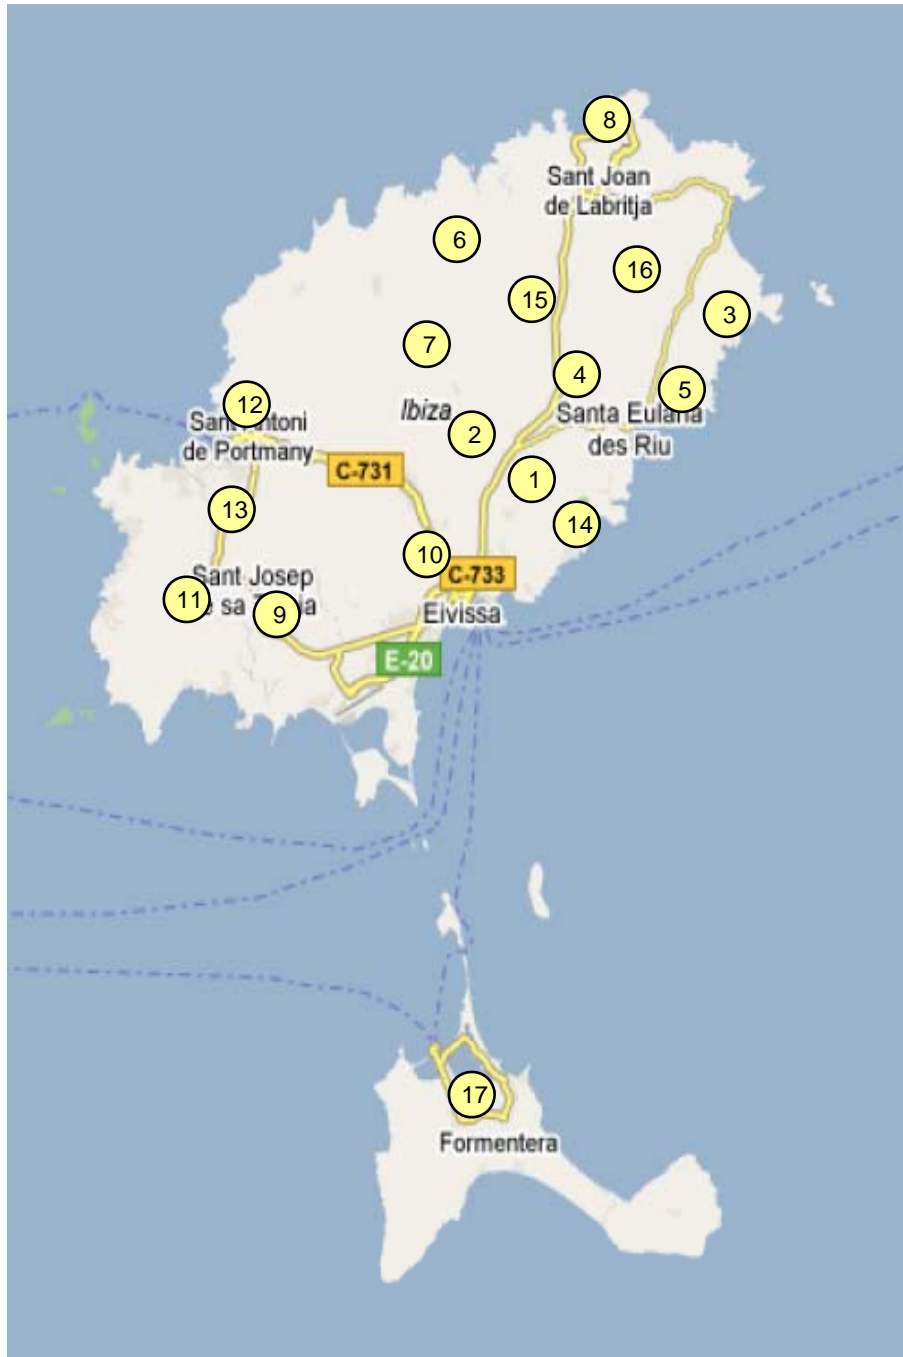 8
Sant Joan
de Labritja
6
16
15
3
7
4
5
12
Ibiza
Santa Eulària
des Riu
2
Sant Antoni
de Portmany
C-731
1
13
14
10
C-733
Sant Josep
11
9
Eivissa
E-20
17
Formentera